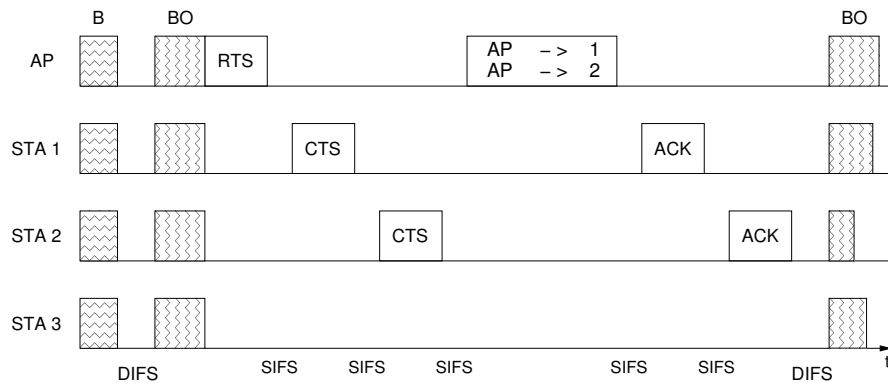 B BO BO
AP RTS AP -> 1
AP -> 2
STA 1 CTS ACK
STA 2 CTS ACK
STA 3
t
DIFS SIFS SIFS SIFS SIFS SIFS DIFS